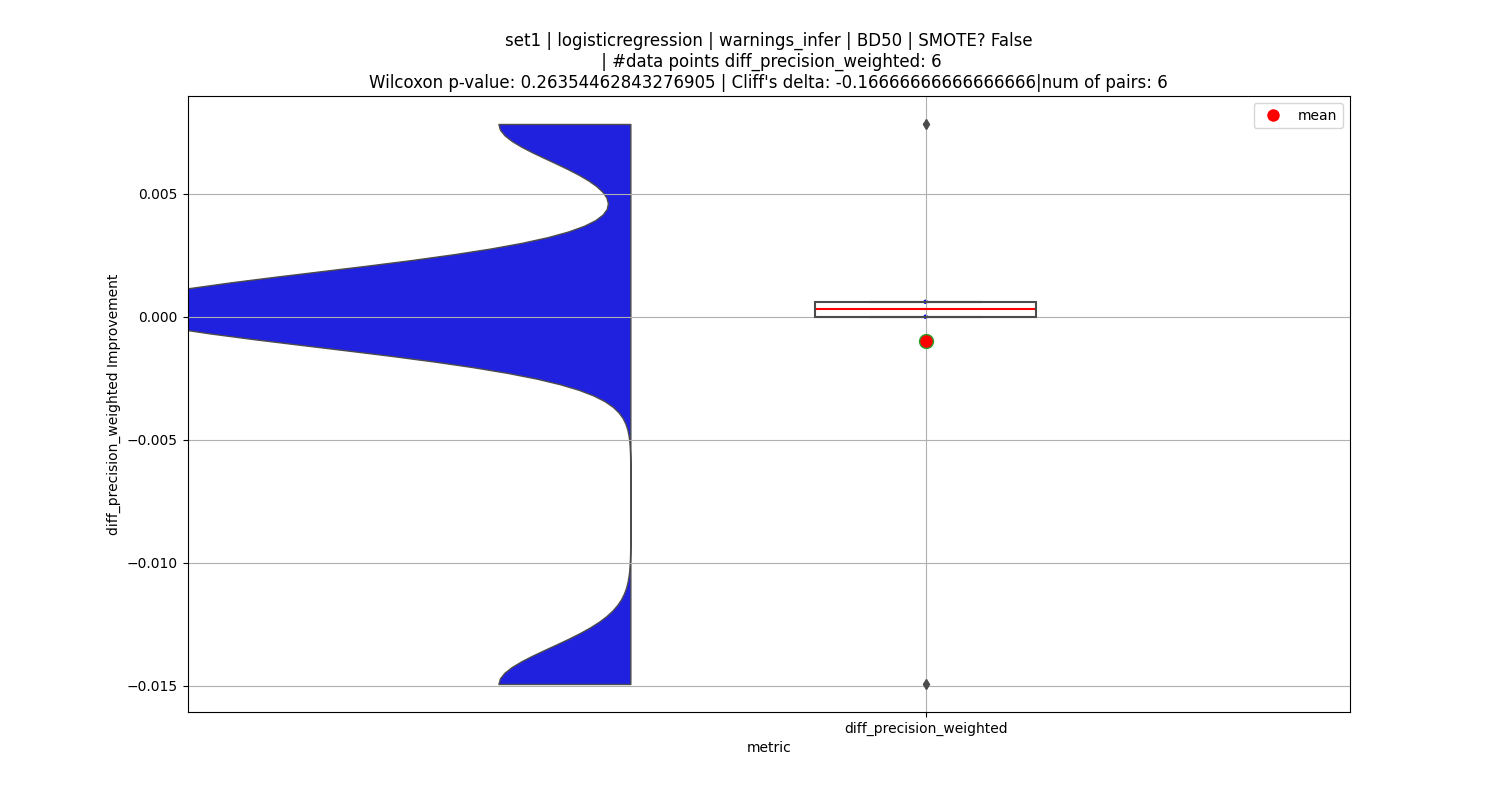 set1 | logisticregression | warnings_infer | BD50 | SMOTE? False
| #data points diff_precision_weighted: 6
Wilcoxon p-value: 0.26354462843276905 | Cliff's delta: -0.16666666666666666|num of pairs: 6
mean
0.005
0.000
−0.005
−0.010
−0.015
diff_precision_weighted Improvement
diff_precision_weighted
metric